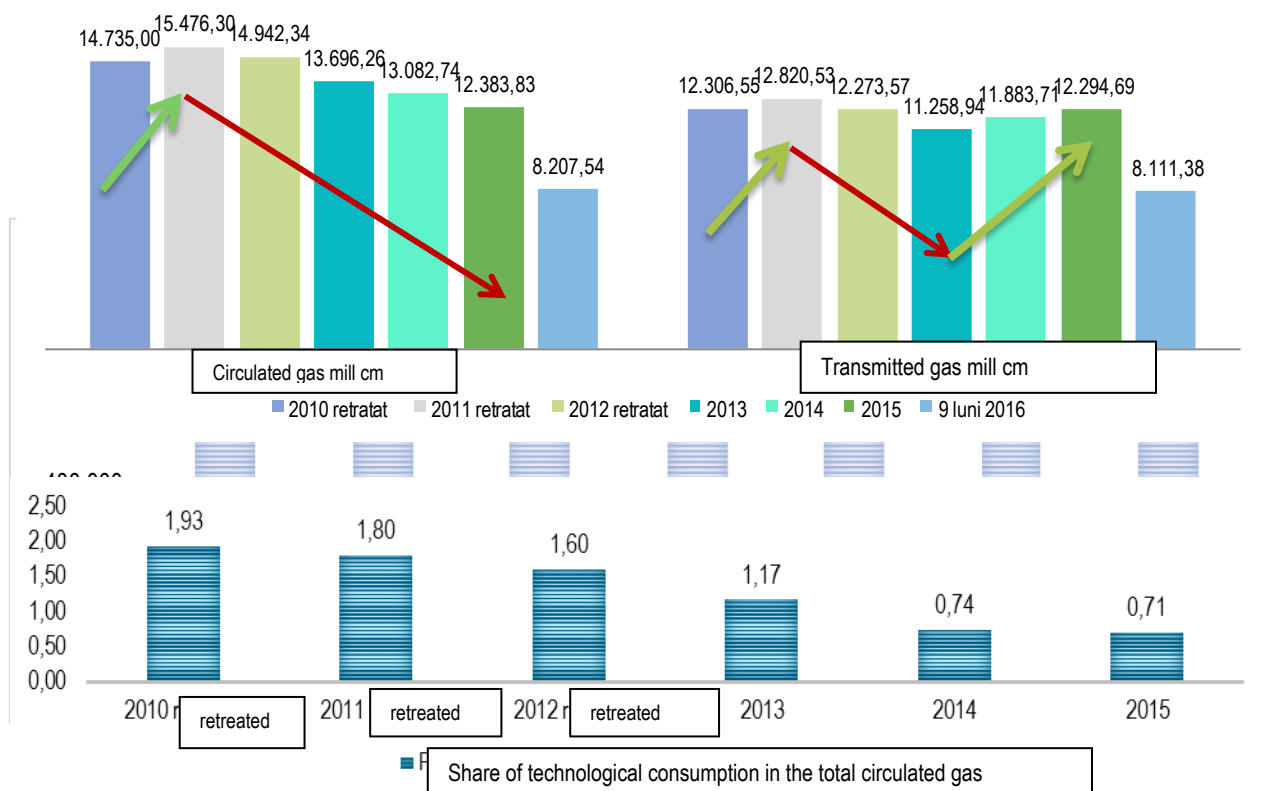 14.735,00 15.476,30 14.942,34 13.696,26 13.082,74 12.383,83 8.207,54
12.306,55 12.820,53 12.273,57 11.258,94 11.883,71 12.294,69 8.111,38
Circulated gas mill cm
Transmitted gas mill cm
2010 retratat 2011 retratat 2012 retratat 2013 2014 2015 9 luni 2016
2,50
2,00
1,50
1,00
0,50
0,00
1,93 1,80 1,60 1,17 0,74 0,71
2010 retreated 2011 retreated 2012 retreated 2013 2014 2015
Share of technological consumption in the total circulated gas